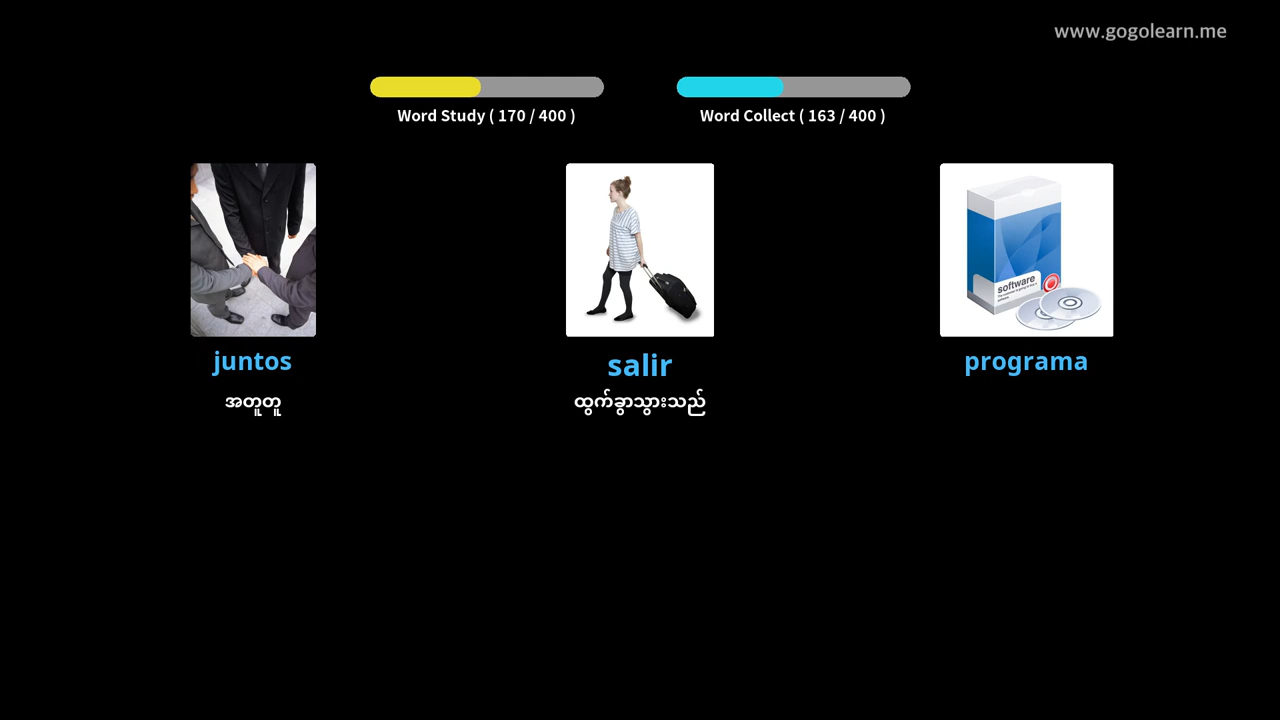 www.gogolearn.me
Word Study ( 170 / 400 )
Word Collect ( 163 / 400 )
software
juntos
salir
programa
အတူတူ
ထွက်ခွာသွားသည်